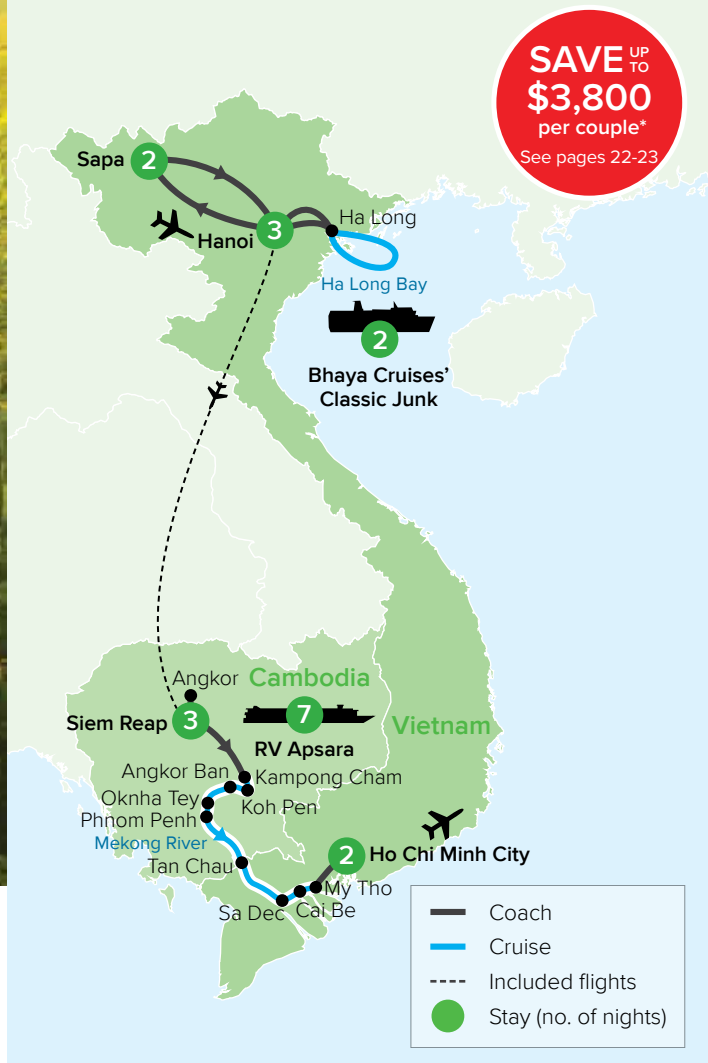 SAVE UP TO
$3,800
per couple*
See pages 22-23
Sapa 2
Hanoi 3
Ha Long
Ha Long Bay
2
Bhaya Cruises’
Classic Junk
Angkor
Cambodia
Siem Reap 3
7
RV Apsara
Vietnam
Angkor Ban
Kampong Cham
Oknha Tey
Koh Pen
Phnom Penh
Mekong River
Tan Chau
2 Ho Chi Minh City
My Tho
Cai Be
Sa Dec
Coach
Cruise
Included flights
Stay (no. of nights)